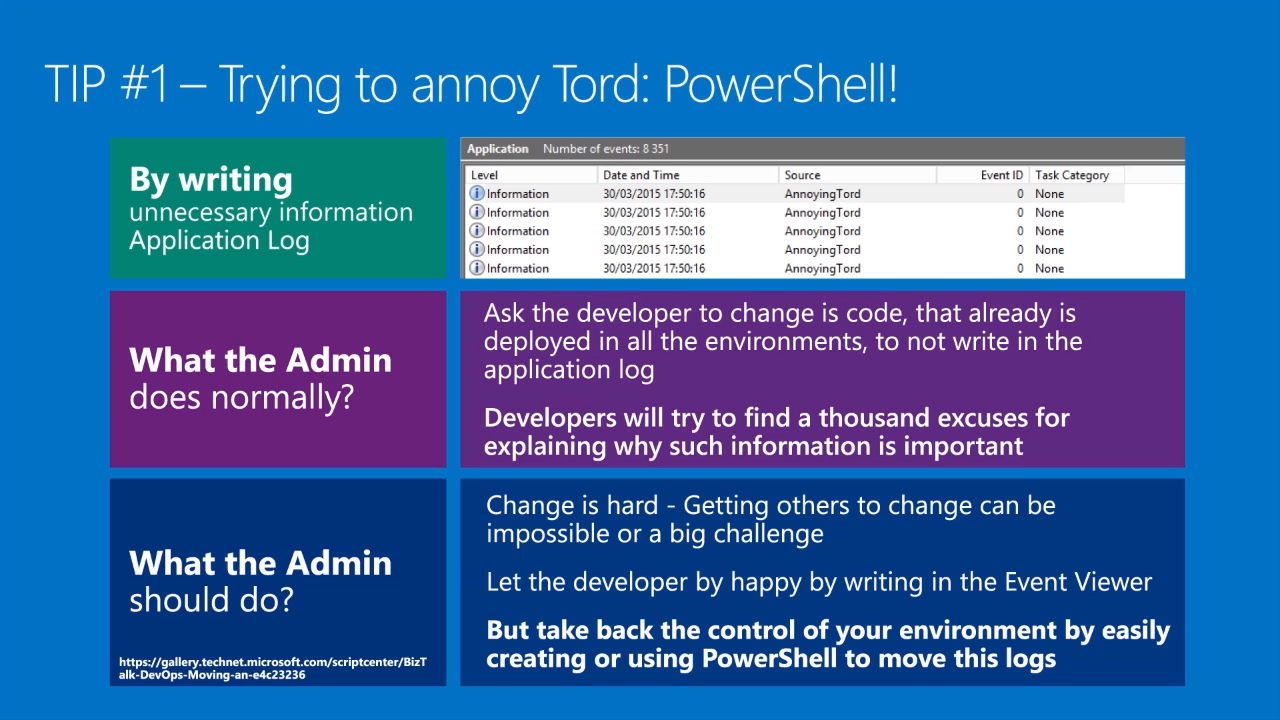 TIP #1 – Trying to annoy Tord: PowerShell!
By writing
unnecessary information
Application Log
Application Number of events: 8 351
Level Date and Time Source Event ID Task Category
Information 30/03/2015 17:50:16 AnnoyingTord 0 None
Information 30/03/2015 17:50:16 AnnoyingTord 0 None
Information 30/03/2015 17:50:16 AnnoyingTord 0 None
Information 30/03/2015 17:50:16 AnnoyingTord 0 None
Information 30/03/2015 17:50:16 AnnoyingTord 0 None
What the Admin
does normally?
Ask the developer to change is code, that already is
deployed in all the environments, to not write in the
application log
Developers will try to find a thousand excuses for
explaining why such information is important
What the Admin
should do?
https://gallery.technet.microsoft.com/scriptcenter/BizT
alk-DevOps-Moving-an-e4c23236
Change is hard - Getting others to change can be
impossible or a big challenge
Let the developer by happy by writing in the Event Viewer
But take back the control of your environment by easily
creating or using PowerShell to move this logs